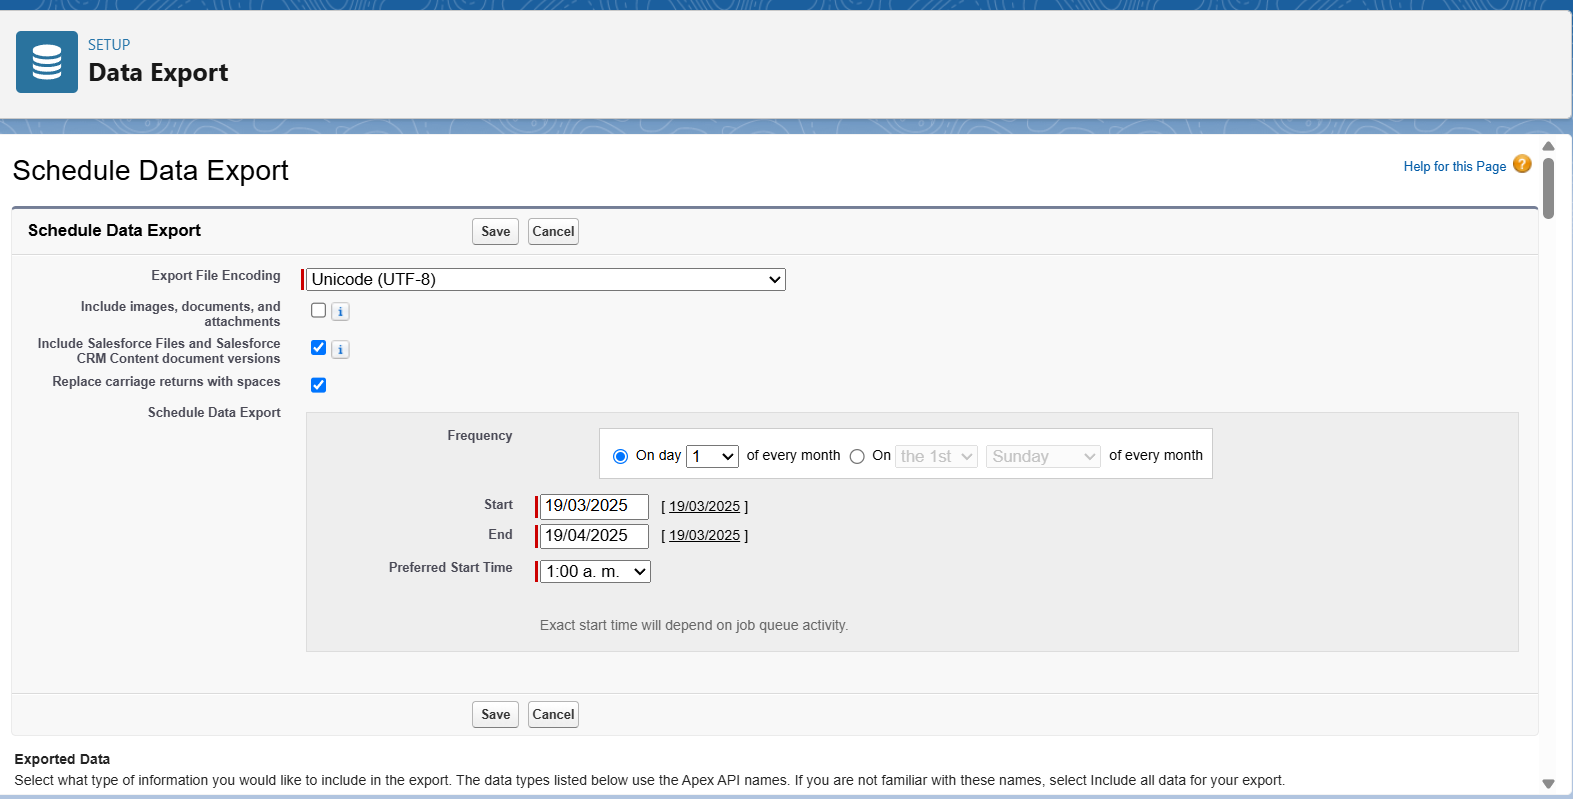 SETUP
Data Export
Schedule Data Export
Help for this Page ?
Schedule Data Export
Save Cancel
Export File Encoding
Unicode (UTF-8)
Include images, documents, and
attachments
i
Include Salesforce Files and Salesforce
CRM Content document versions
i
Replace carriage returns with spaces
Schedule Data Export
Frequency
On day 1 of every month On the 1st Sunday of every month
Start 19/03/2025 [ 19/03/2025 ]
End 19/04/2025 [ 19/03/2025 ]
Preferred Start Time 1:00 a. m.
Exact start time will depend on job queue activity.
Save Cancel
Exported Data
Select what type of information you would like to include in the export. The data types listed below use the Apex API names. If you are not familiar with these names, select Include all data for your export.